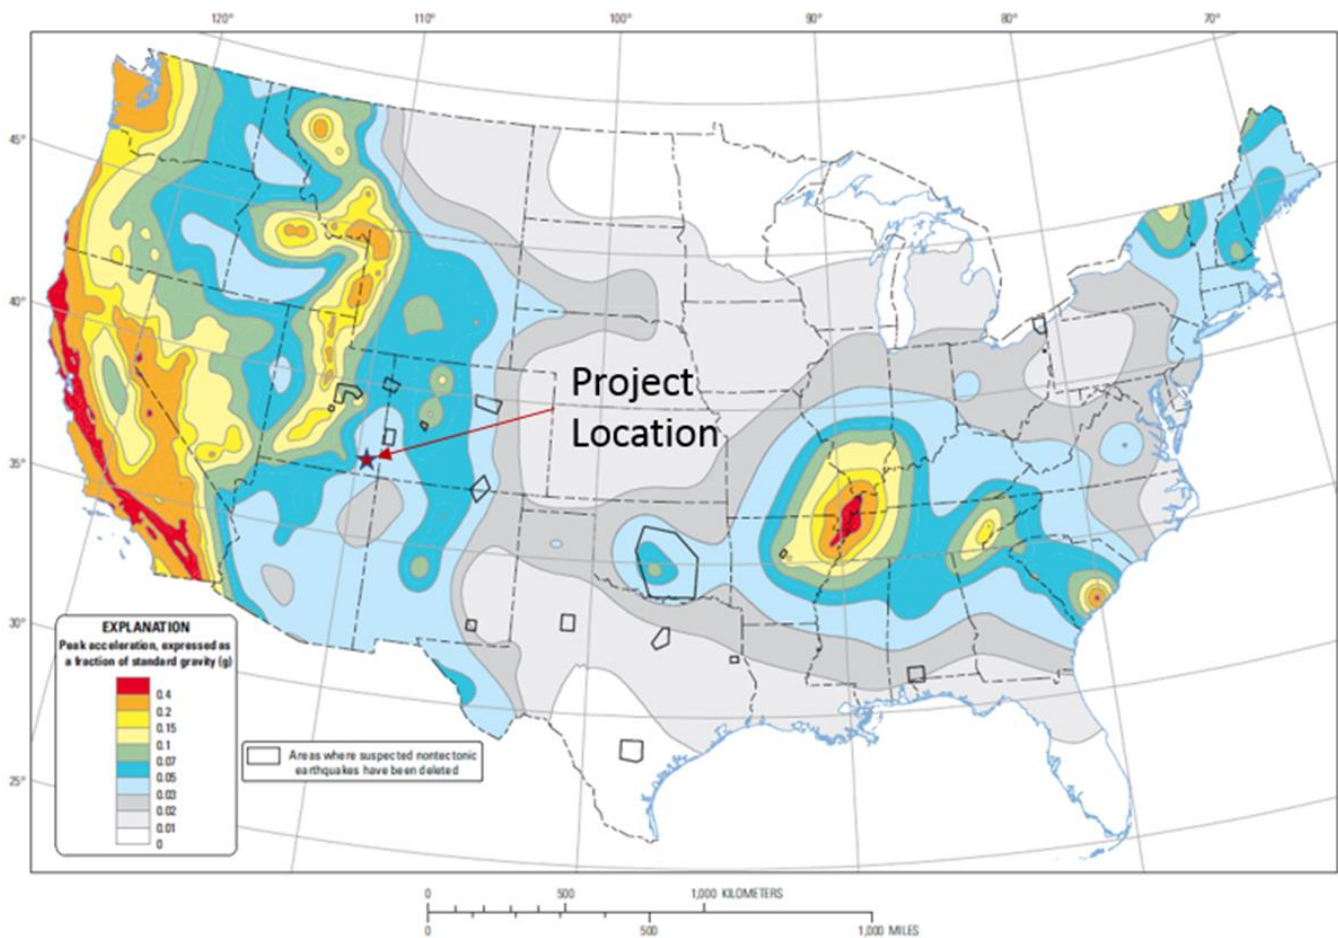 120° 110° 100° 90° 80° 70°
45°
40°
35°
30°
25°
Project
Location
EXPLANATION
Peak acceleration, expressed as
a fraction of standard gravity (g)
0.4
0.2
0.15
0.1
0.07
0.05
0.03
0.02
0.01
0
Areas where suspected nontectonic
earthquakes have been deleted
0 500 1,000 KILOMETERS
0 500 1,000 MILES